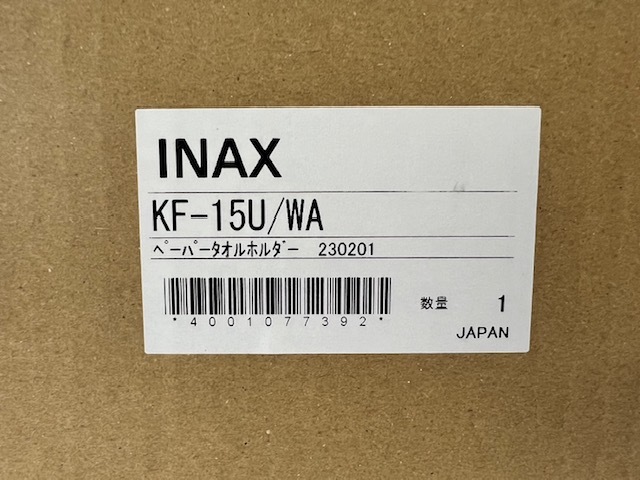 INAX
KF-15U/WA
ﾍﾟｰﾊﾟｰﾀｵﾙﾎﾙﾀﾞｰ 230201
*4001077392*
数量 1
JAPAN